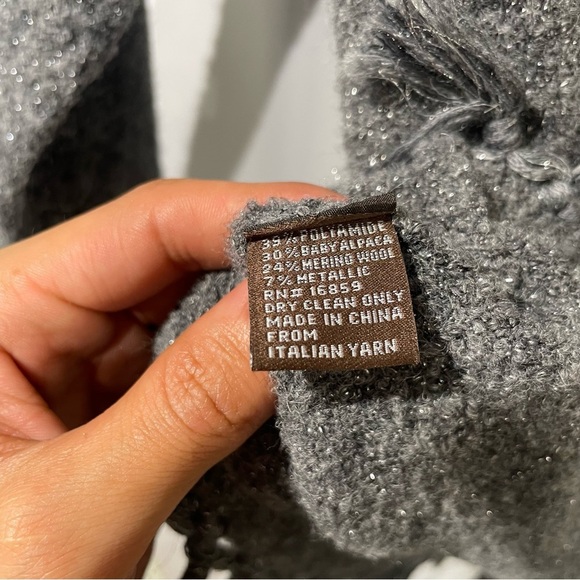 39% POLYAMIDE
30% BABY ALPACA
24% MERINO WOOL
7% METALLIC
RN# 16859
DRY CLEAN ONLY
MADE IN CHINA
FROM
ITALIAN YARN